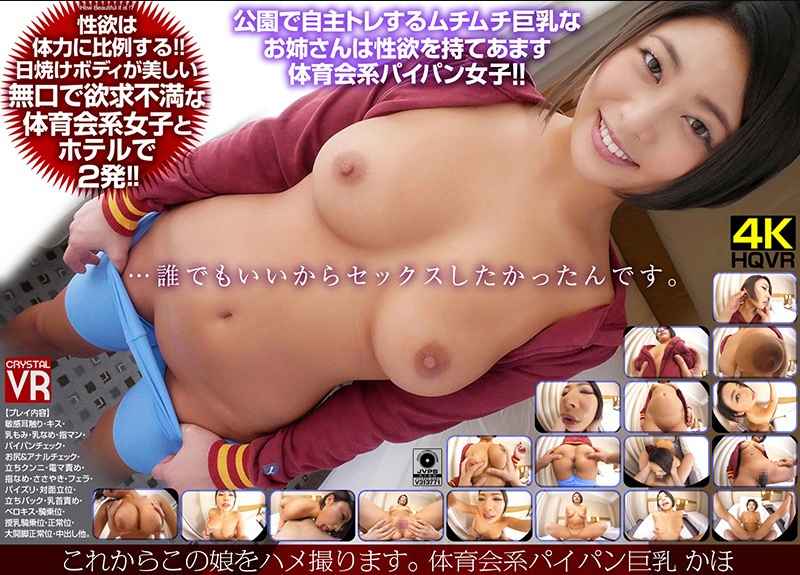 How Beautiful it is !?
性欲は
体力に比例する!!
日焼けボディが美しい
無口で欲求不満な
体育会系女子と
ホテルで
2発!!
公園で自主トレするムチムチ巨乳な
お姉さんは性欲を持てあます
体育会系パイパン女子!!
4K
HQVR
…誰でもいいからセックスしたかったんです。
CRYSTAL
VR
【プレイ内容】
敏感耳触り・キス・
乳もみ・乳なめ・指マン・
パイパンチェック・
お尻&アナルチェック・
立ちクンニ・電マ責め・
指なめ・ささやき・フェラ・
パイズリ・対面立位・
立ちバック・乳首責め・
ベロキス・騎乗位・
授乳騎乗位・正常位・
大開脚正常位・中出し他。
JVPS
これからこの娘をハメ撮ります。体育会系パイパン巨乳 かほ